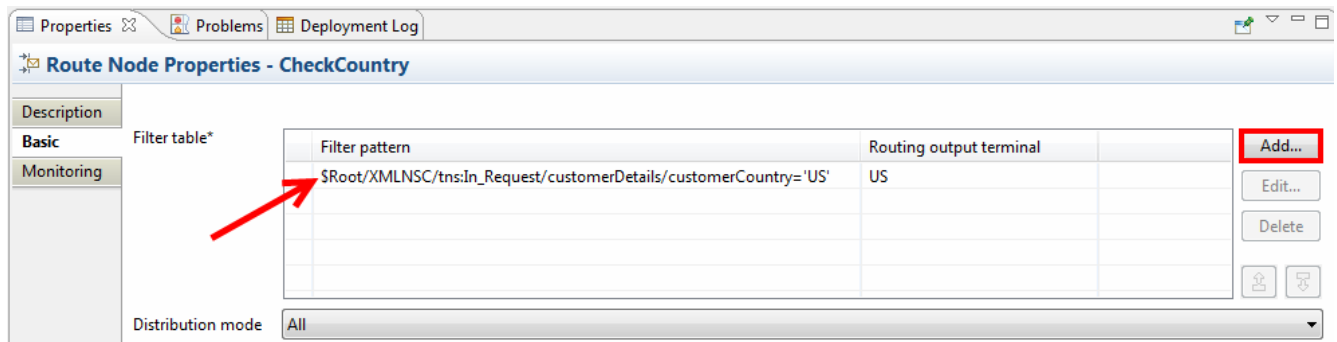 Properties Problems Deployment Log
Route Node Properties - CheckCountry
Description
Basic
Monitoring
Filter table*
Filter pattern Routing output terminal
$Root/XMLNSC/tns:In_Request/customerDetails/customerCountry='US' US
Add...
Edit...
Delete
Distribution mode All